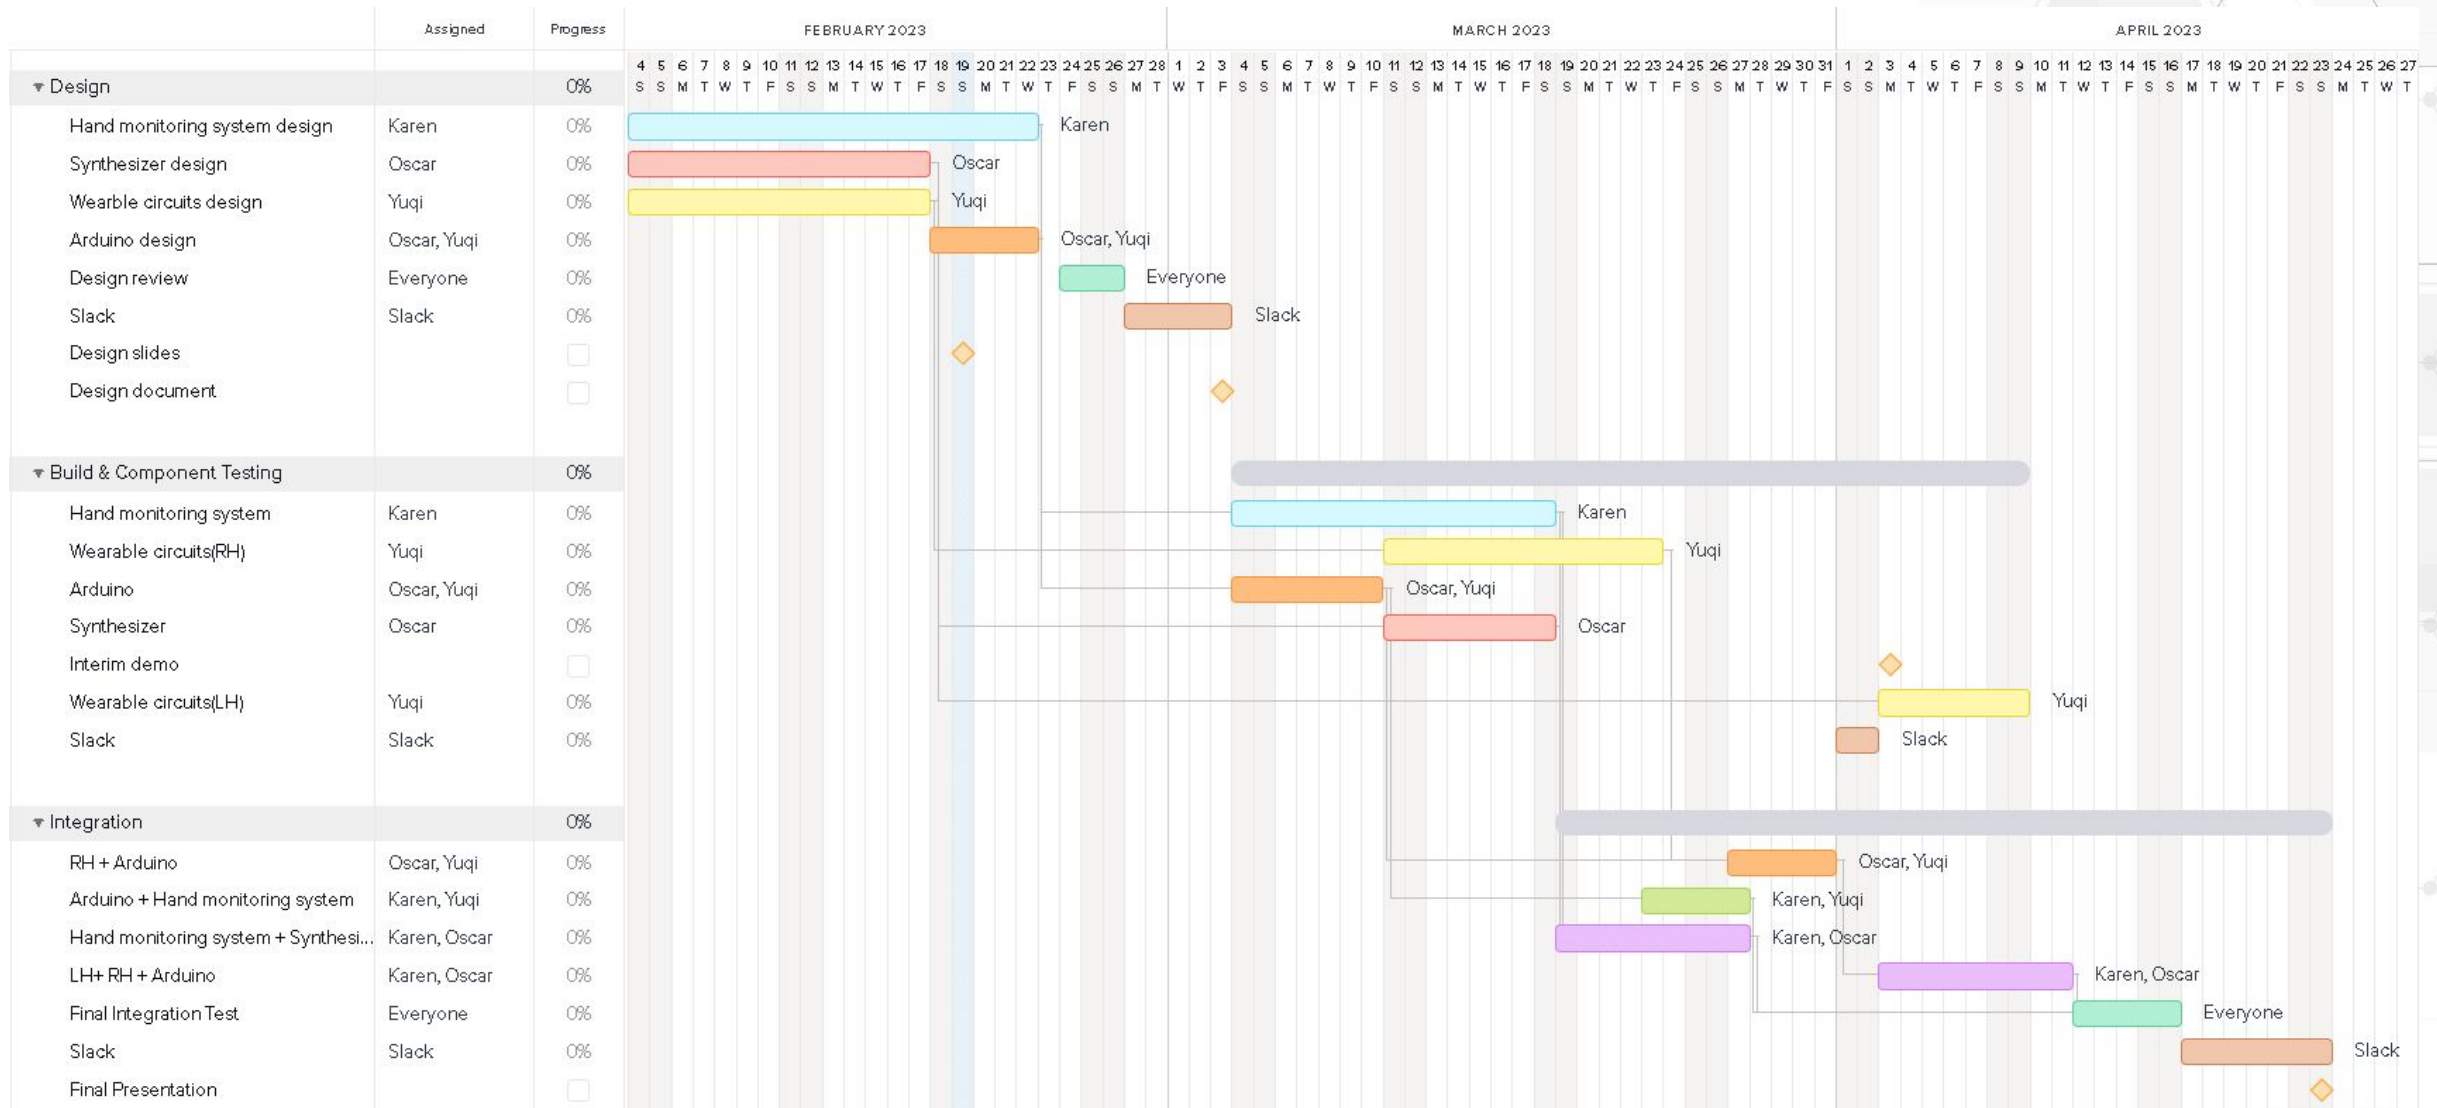 Assigned Progress FEBRUARY 2023 MARCH 2023 APRIL 2023
4 5 6 7 8 9 10 11 12 13 14 15 16 17 18 19 20 21 22 23 24 25 26 27 28 1 2 3 4 5 6 7 8 9 10 11 12 13 14 15 16 17 18 19 20 21 22 23 24 25 26 27 28 29 30 31 1 2 3 4 5 6 7 8 9 10 11 12 13 14 15 16 17 18 19 20 21 22 23 24 25 26 27
Design 0% S S M T W T F S S M T W T F S S M T W T F S S M T W T F S S M T W T F S S M T W T F S S M T W T F S S M T W T F S S M T W T F S S M T W T F S S M T W T F S S M T W T
Hand monitoring system design Karen 0% Karen
Synthesizer design Oscar 0% Oscar
Wearble circuits design Yuqi 0% Yuqi
Arduino design Oscar, Yuqi 0% Oscar, Yuqi
Design review Everyone 0% Everyone
Slack Slack 0% Slack
Design slides
Design document
Build & Component Testing 0%
Hand monitoring system Karen 0% Karen
Wearable circuits(RH) Yuqi 0% Yuqi
Arduino Oscar, Yuqi 0% Oscar, Yuqi
Synthesizer Oscar 0% Oscar
Interim demo
Wearable circuits(LH) Yuqi 0% Yuqi
Slack Slack 0% Slack
Integration 0%
RH + Arduino Oscar, Yuqi 0% Oscar, Yuqi
Arduino + Hand monitoring system Karen, Yuqi 0% Karen, Yuqi
Hand monitoring system + Synthesi... Karen, Oscar 0% Karen, Oscar
LH+ RH + Arduino Karen, Oscar 0% Karen, Oscar
Final Integration Test Everyone 0% Everyone
Slack Slack 0% Slack
Final Presentation